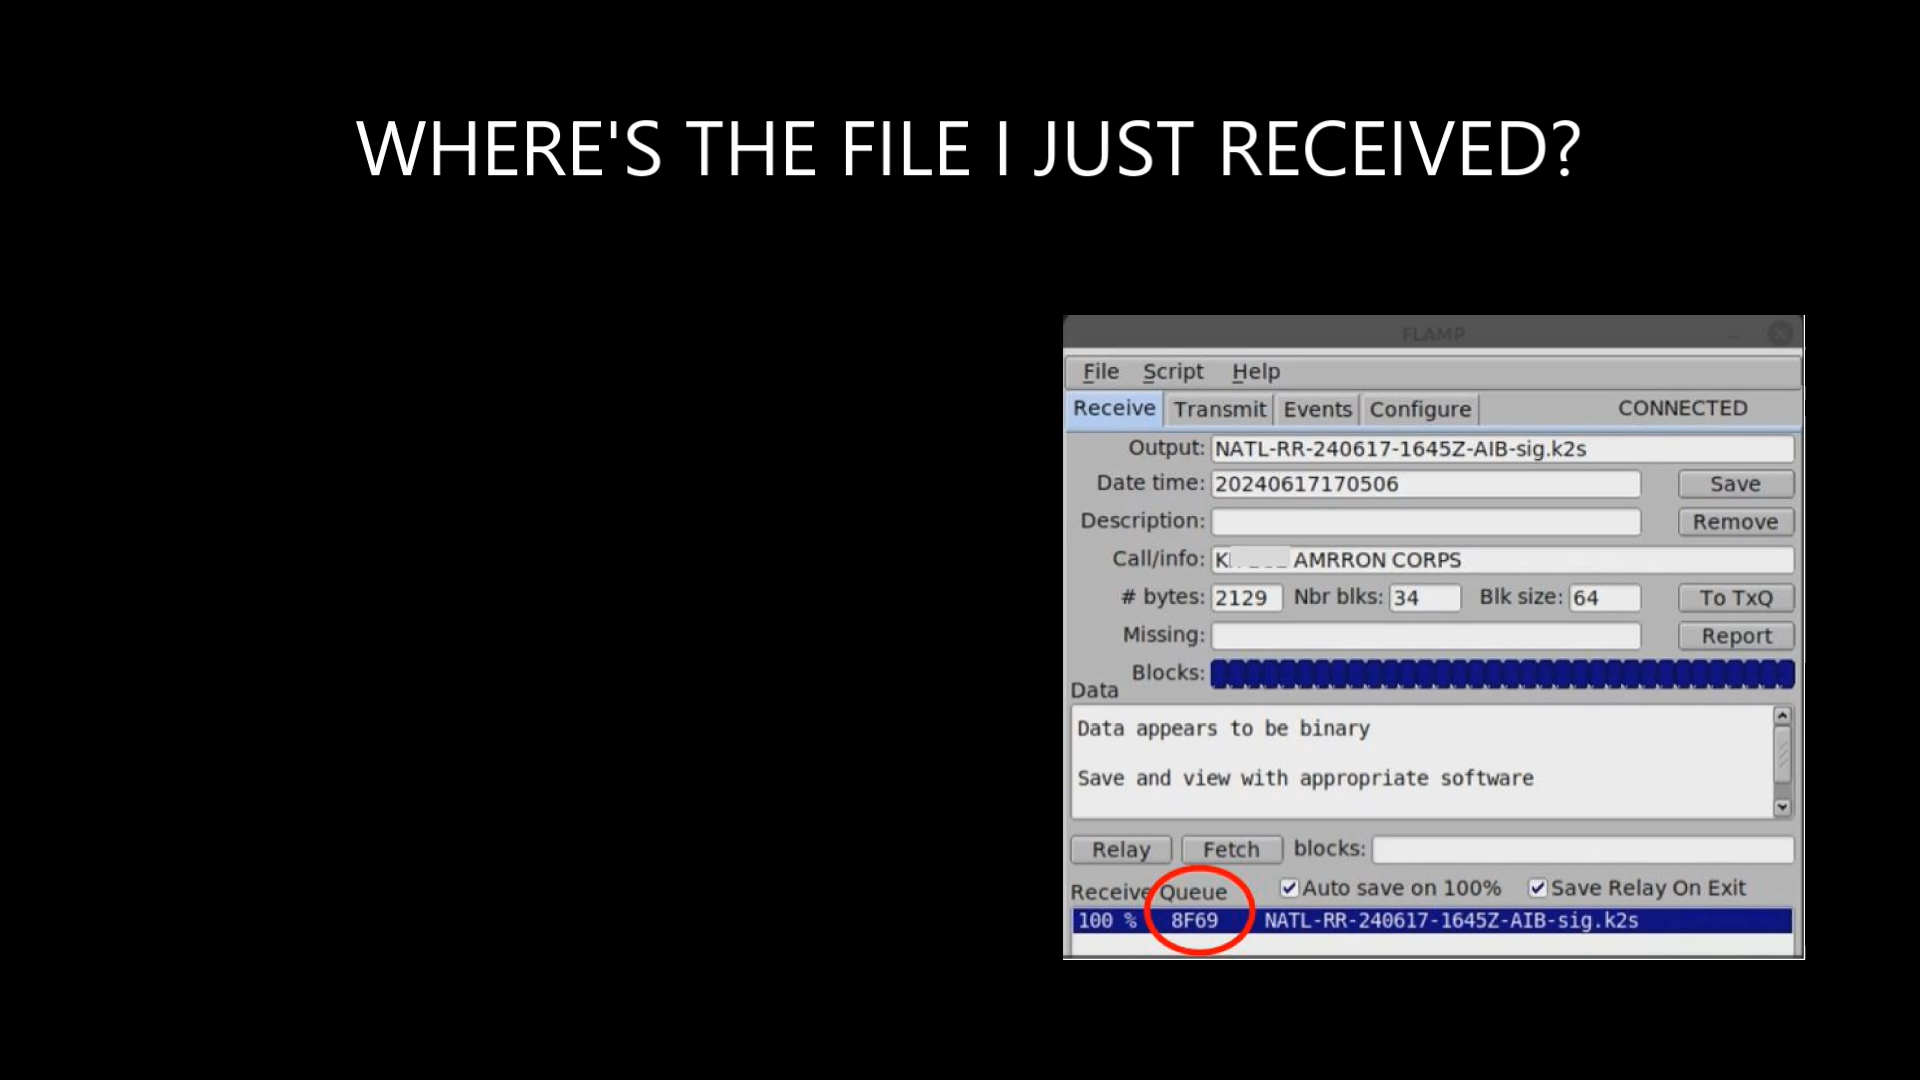 WHERE'S THE FILE I JUST RECEIVED?
FLAMP
File Script Help
Receive Transmit Events Configure CONNECTED
Output: NATL-RR-240617-1645Z-AIB-sig.k2s
Date time: 20240617170506 Save
Description: Remove
Call/info: AMRRON CORPS
# bytes: 2129 Nbr blks: 34 Blk size: 64 To TxQ
Missing: Report
Blocks:
Data
Data appears to be binary
Save and view with appropriate software
Relay Fetch blocks:
Receive Queue Auto save on 100% Save Relay On Exit
100 % 8F69 NATL-RR-240617-1645Z-AIB-sig.k2s